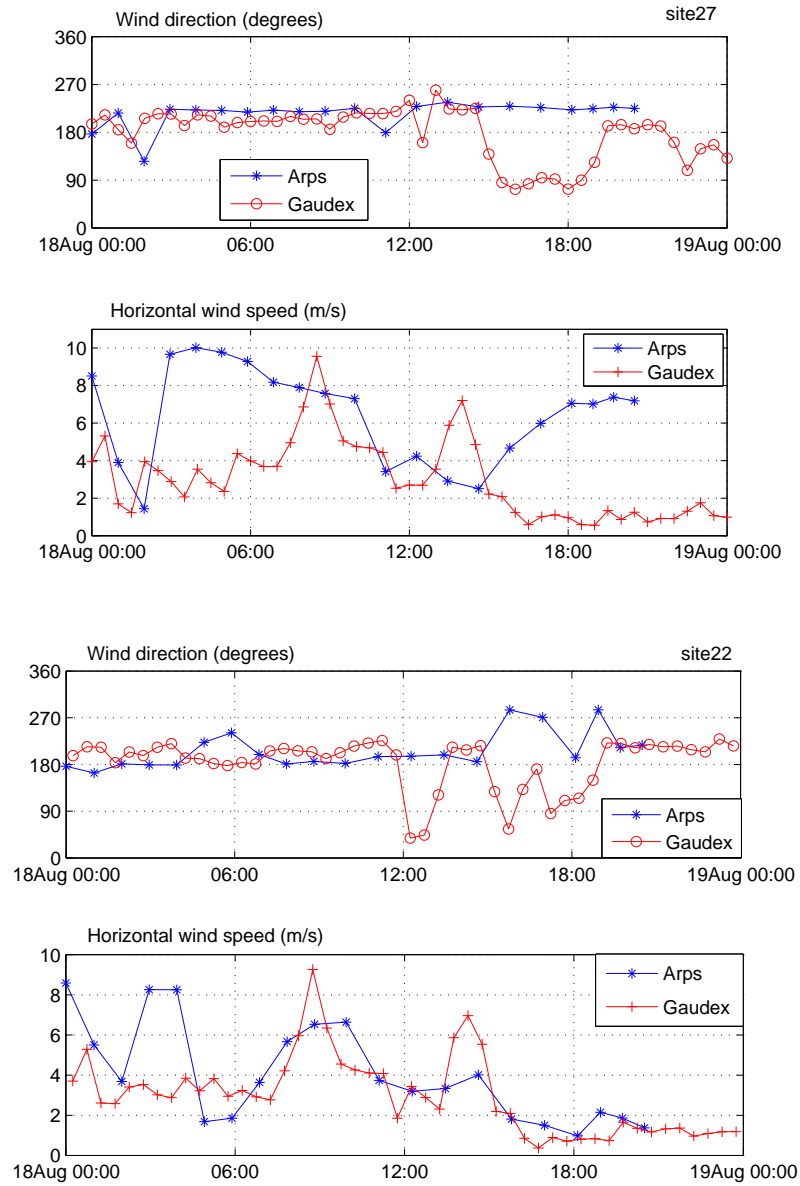 Wind direction (degrees) site27
360
270
180
90
0
Arps
Gaudex
18Aug 00:00 06:00 12:00 18:00 19Aug 00:00
Horizontal wind speed (m/s)
10
8
6
4
2
0
Arps
Gaudex
18Aug 00:00 06:00 12:00 18:00 19Aug 00:00
Wind direction (degrees) site22
360
270
180
90
0
Arps
Gaudex
18Aug 00:00 06:00 12:00 18:00 19Aug 00:00
Horizontal wind speed (m/s)
10
8
6
4
2
0
Arps
Gaudex
18Aug 00:00 06:00 12:00 18:00 19Aug 00:00